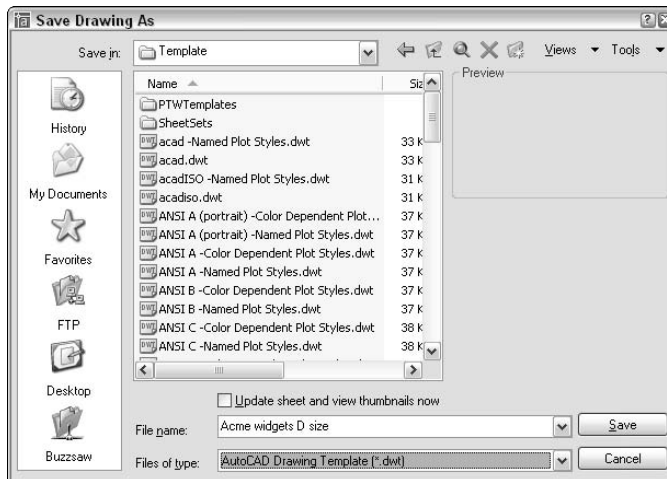 Save Drawing As
Save in: Template
Views Tools
Name
Preview
PTWTemplates
SheetSets
acad -Named Plot Styles.dwt 33 K
acad.dwt 33 K
acadISO -Named Plot Styles.dwt 31 K
acadiso.dwt 31 K
ANSI A (portrait) -Color Dependent Plot... 37 K
ANSI A (portrait) -Named Plot Styles.dwt 37 K
ANSI A -Color Dependent Plot Styles.dwt 37 K
ANSI A -Named Plot Styles.dwt 37 K
ANSI B -Color Dependent Plot Styles.dwt 37 K
ANSI B -Named Plot Styles.dwt 37 K
ANSI C -Color Dependent Plot Styles.dwt 38 K
ANSI C -Named Plot Styles.dwt 38 K
History
My Documents
Favorites
FTP
Desktop
Buzzsaw
Update sheet and view thumbnails now
File name: Acme widgets D size Save
Files of type: AutoCAD Drawing Template (*.dwt) Cancel